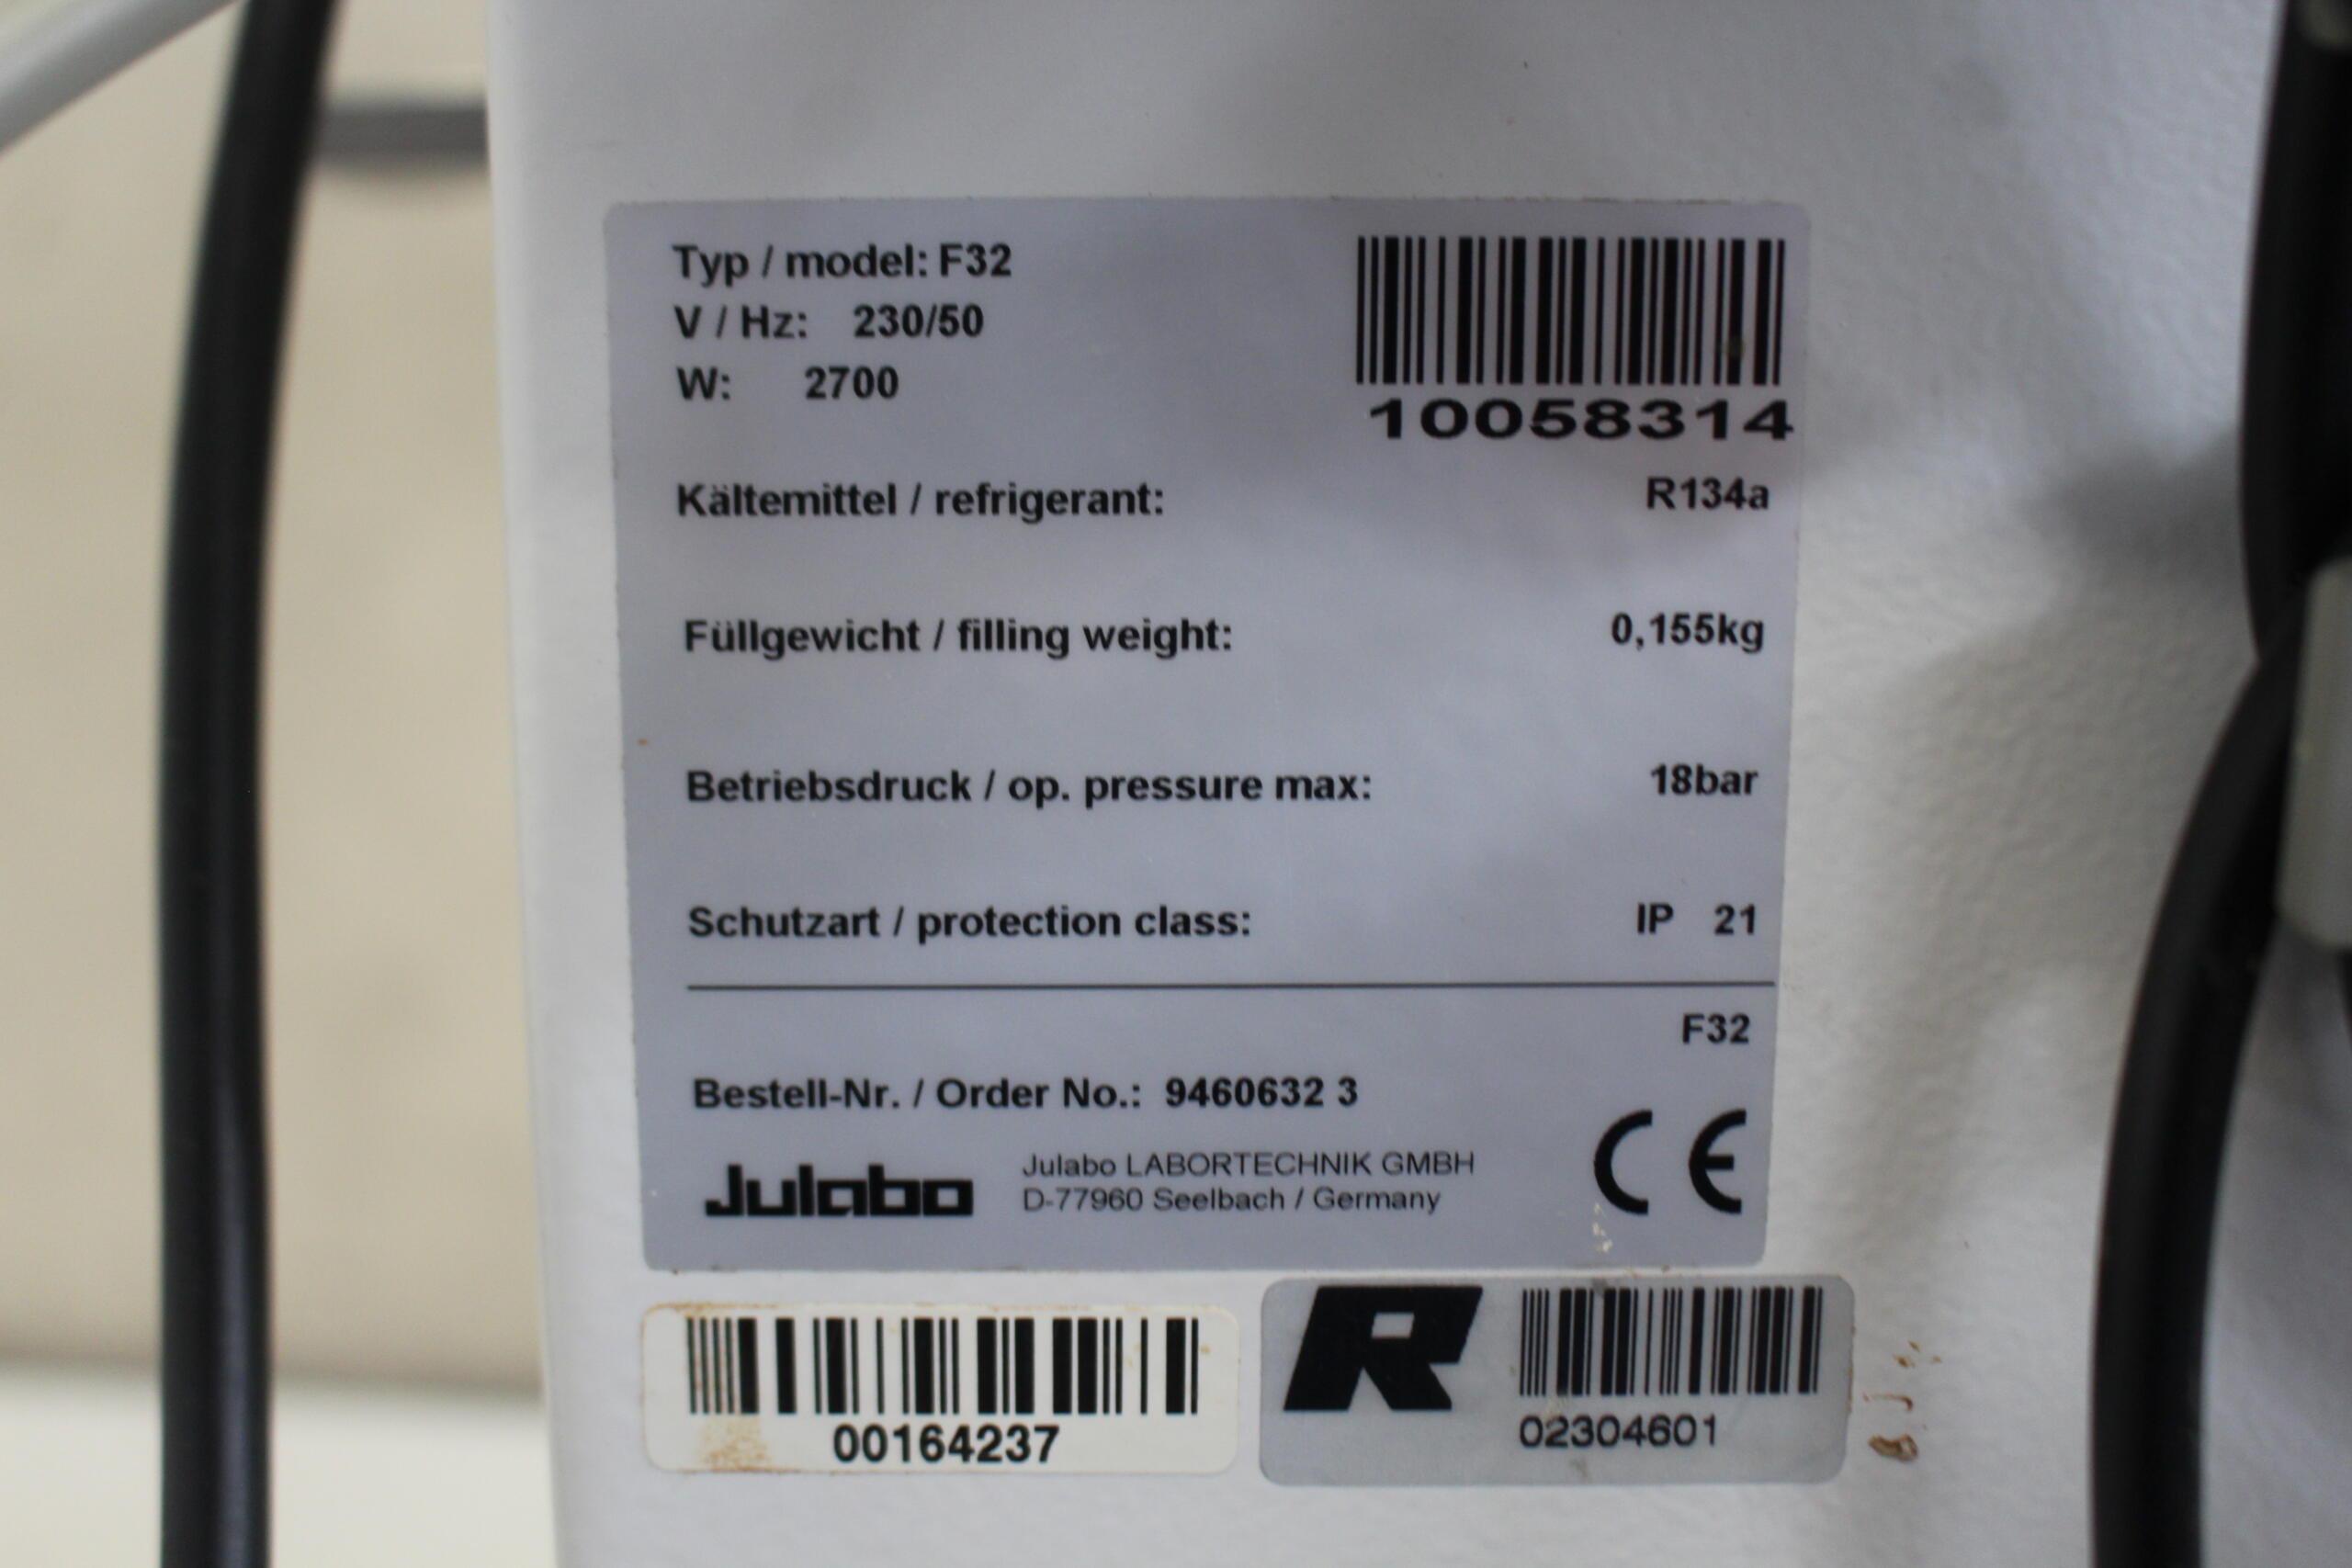 Typ / model: F32
V / Hz: 230/50
W: 2700
10058314
Kältemittel / refrigerant: R134a
Füllgewicht / filling weight: 0,155kg
Betriebsdruck / op. pressure max: 18bar
Schutzart / protection class: IP 21
F32
Bestell-Nr. / Order No.: 9460632 3
Julabo
Julabo LABORTECHNIK GMBH
D-77960 Seelbach / Germany
CE
00164237
R
02304601